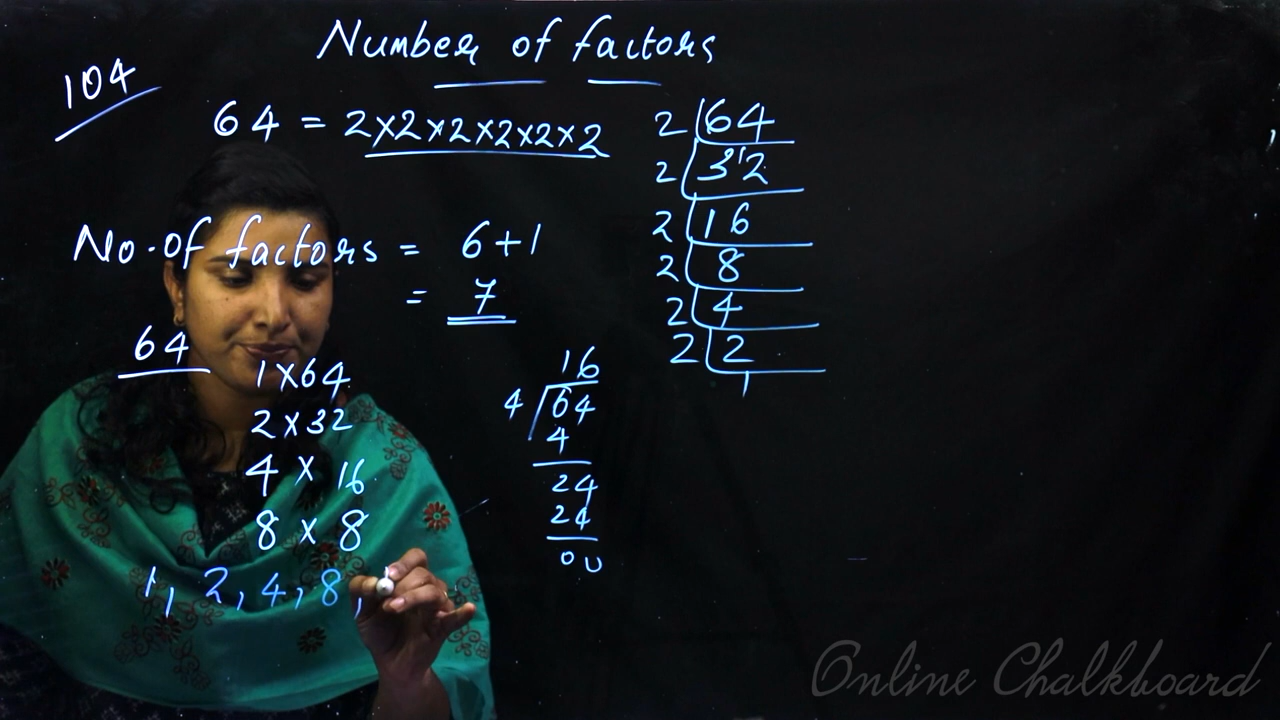 Number of factors
104
64 = 2×2×2×2×2×2
No. of factors = 6+1
= 7
64
1×64
2×32
4 × 16
8 × 8
1, 2, 4, 8,
16
4 64
4
24
24
00
2 64
2 32
2 16
2 8
2 4
2 2
1
Online Chalkboard